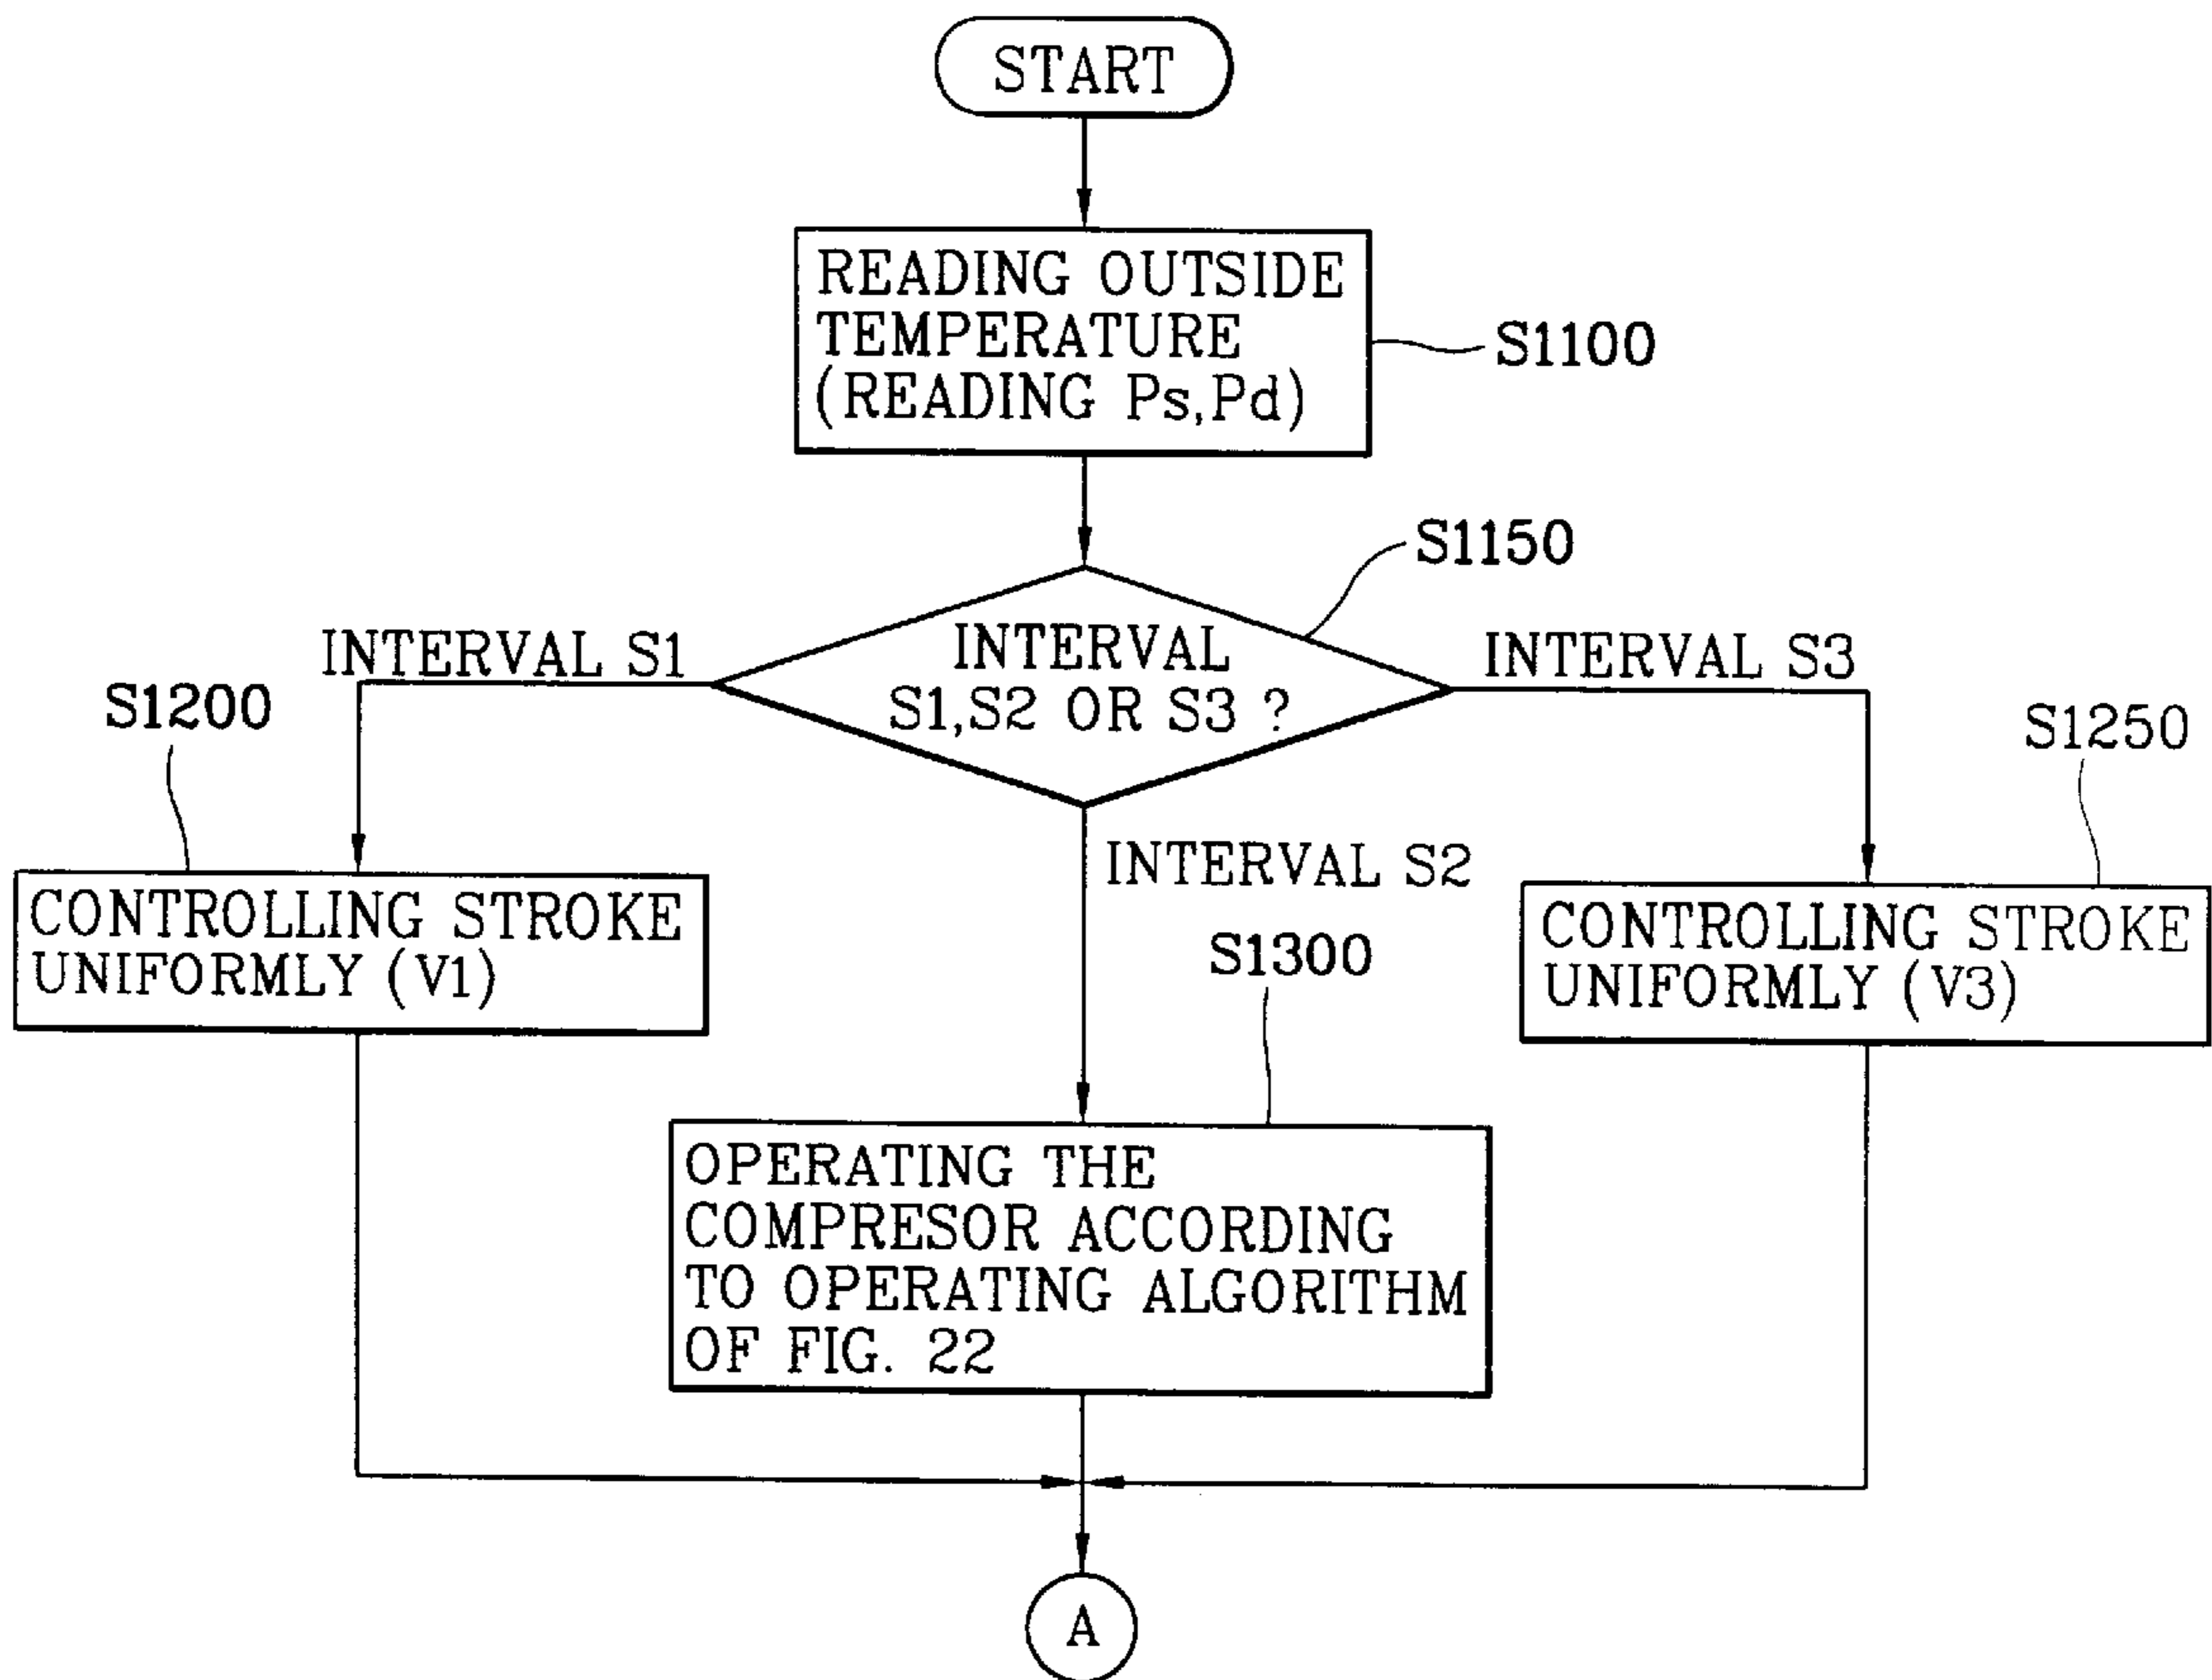 START
READING OUTSIDE
TEMPERATURE
(READING Ps,Pd)
S1100
S1150
INTERVAL S1
INTERVAL
S1,S2 OR S3 ?
INTERVAL S3
S1200
S1250
INTERVAL S2
CONTROLLING STROKE
UNIFORMLY (V1)
S1300
CONTROLLING STROKE
UNIFORMLY (V3)
OPERATING THE
COMPRESOR ACCORDING
TO OPERATING ALGORITHM
OF FIG. 22
A